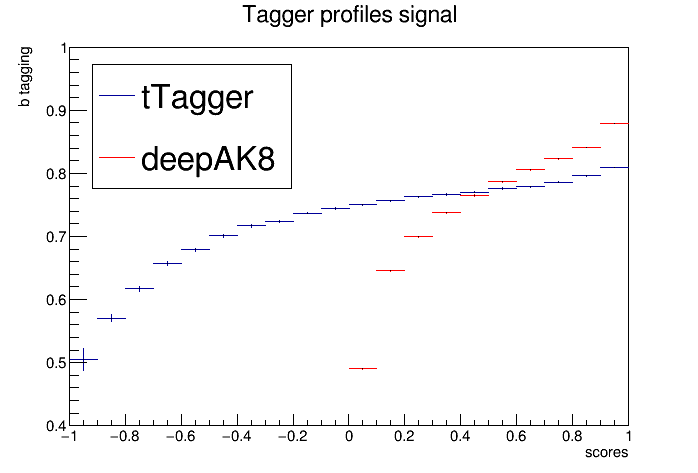 Tagger profiles signal
b tagging
1
0.9
0.8
0.7
0.6
0.5
0.4
tTagger
deepAK8
−1 −0.8 −0.6 −0.4 −0.2 0 0.2 0.4 0.6 0.8 1
scores